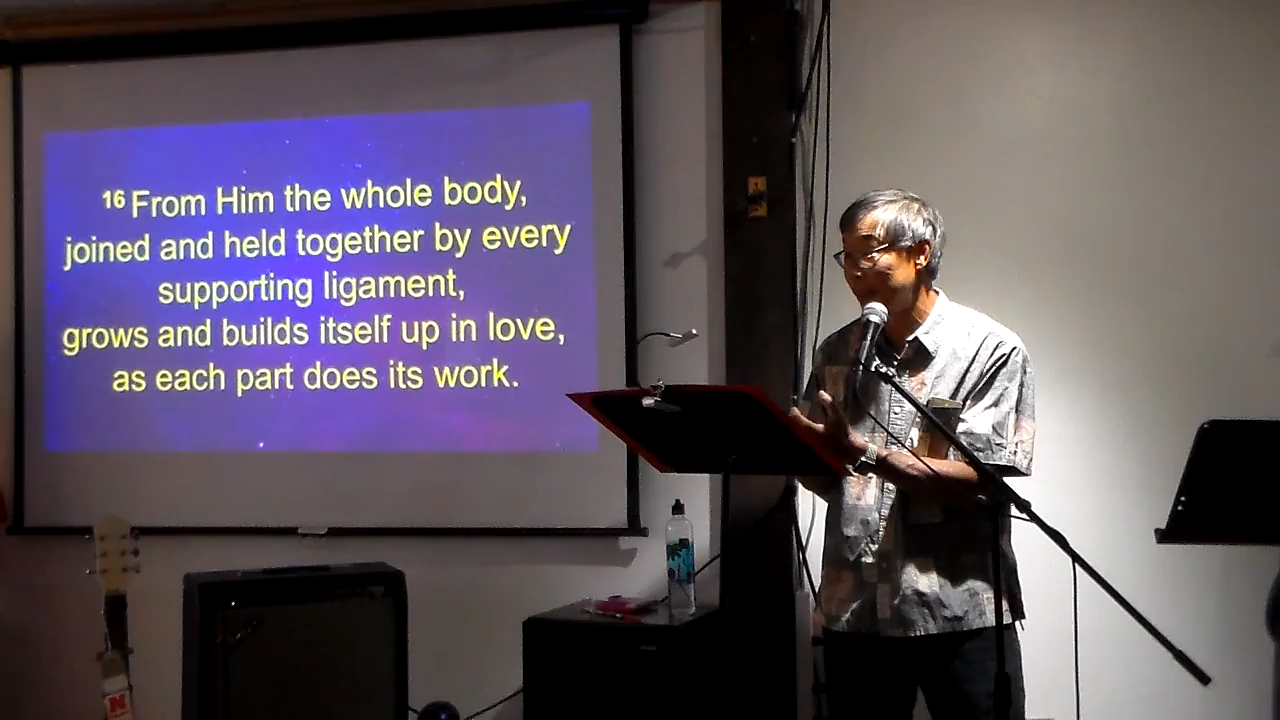 16 From Him the whole body,
joined and held together by every
supporting ligament,
grows and builds itself up in love,
as each part does its work.
N